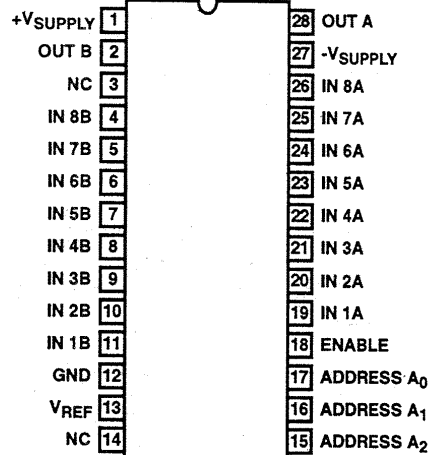 +VSUPPLY 1 28 OUT A
OUT B 2 27 -VSUPPLY
NC 3 26 IN 8A
IN 8B 4 25 IN 7A
IN 7B 5 24 IN 6A
IN 6B 6 23 IN 5A
IN 5B 7 22 IN 4A
IN 4B 8 21 IN 3A
IN 3B 9 20 IN 2A
IN 2B 10 19 IN 1A
IN 1B 11 18 ENABLE
GND 12 17 ADDRESS A0
VREF 13 16 ADDRESS A1
NC 14 15 ADDRESS A2